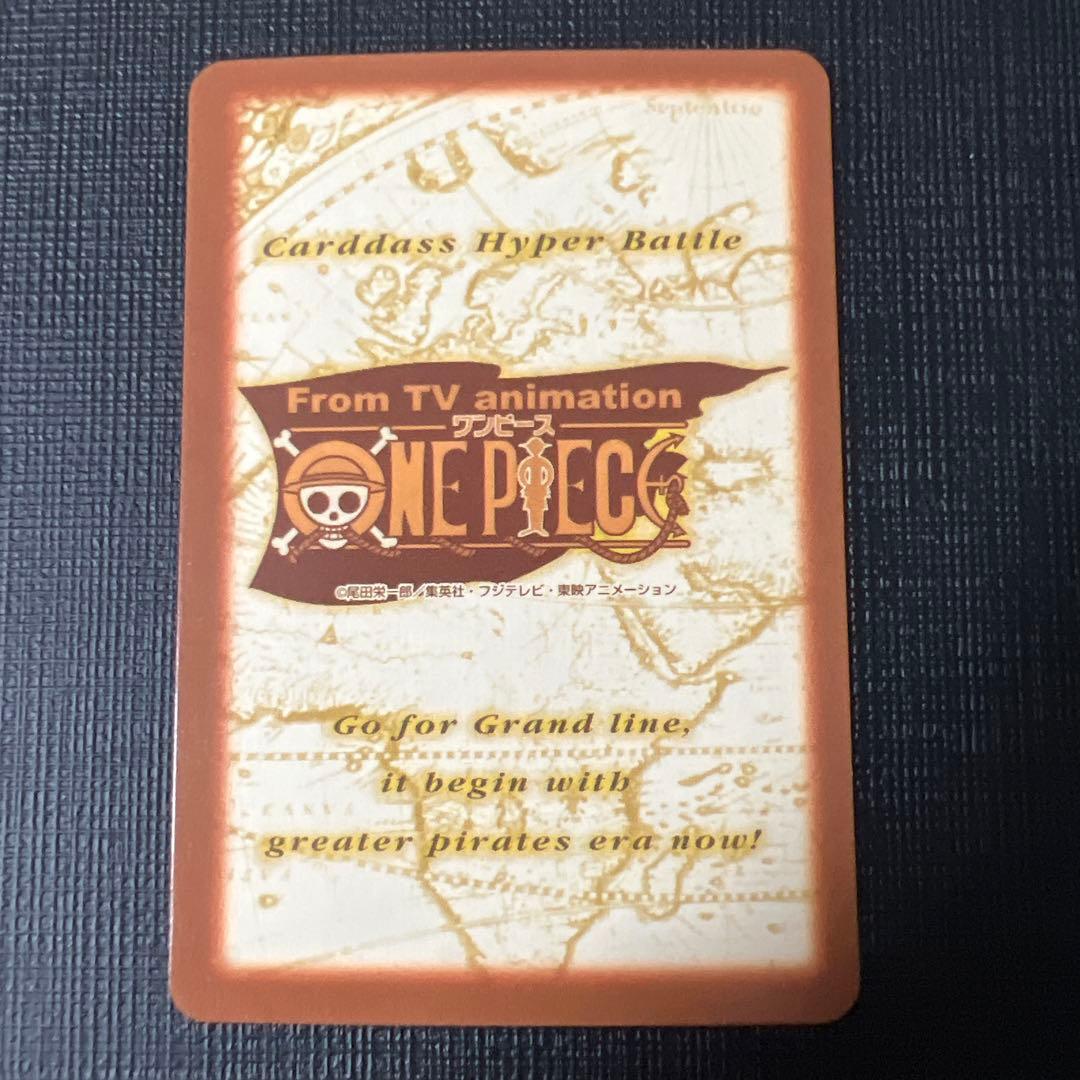 Septentrio
Carddass Hyper Battle
From TV animation
ワンピース
ONE PIECE
©尾田栄一郎／集英社・フジテレビ・東映アニメーション
Go for Grand line,
it begin with
greater pirates era now!